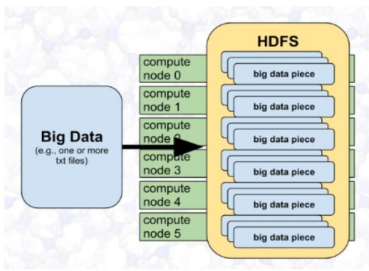 HDFS
compute
node 0
big data piece
compute
node 1
big data piece
Big Data
(e.g., one or more
txt files)
compute
node 2
big data piece
compute
node 3
big data piece
compute
node 4
big data piece
compute
node 5
big data piece